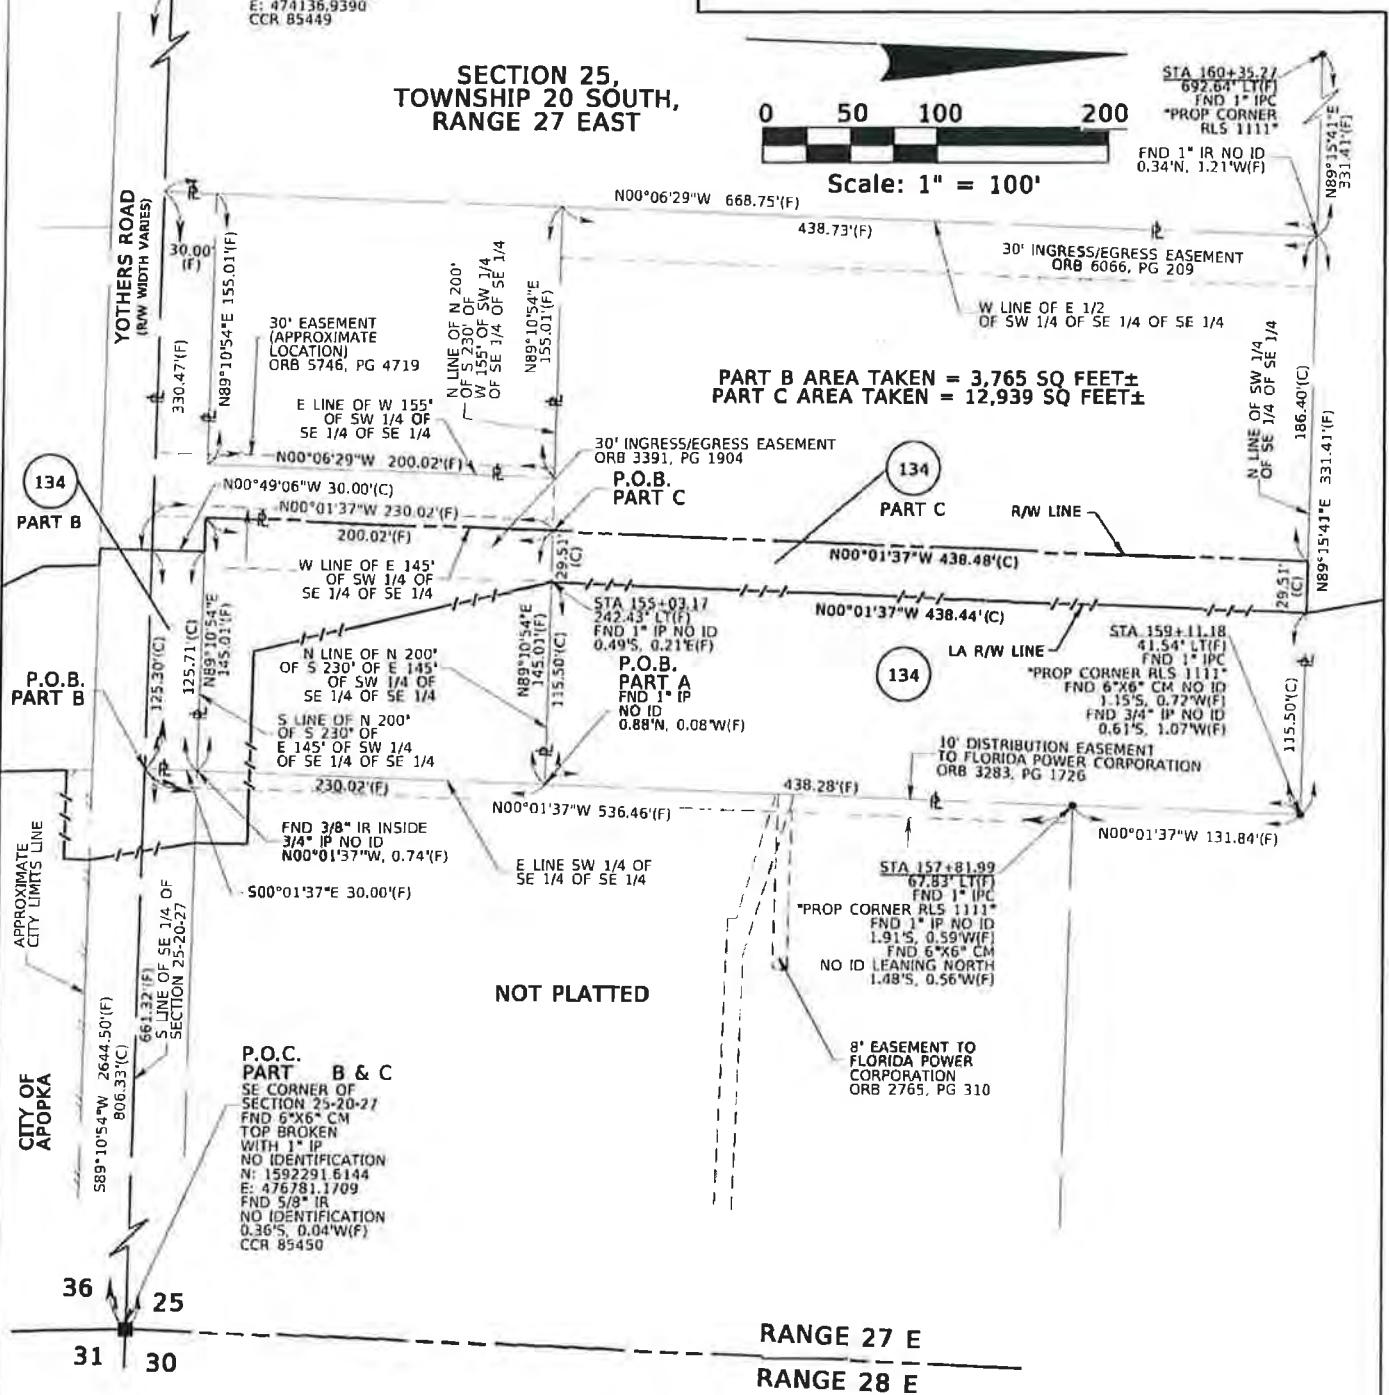 E: 474136.9390
CCR 85449
SECTION 25,
TOWNSHIP 20 SOUTH,
RANGE 27 EAST
0 50 100 200
Scale: 1" = 100'
STA 160+35.27
692.64' LT(F)
FND 1" IPC
"PROP CORNER
RLS 1111"
FND 1" IR NO ID
0.34'N, 1.21'W(F)
N89°15'41"E
331.41'(F)
YOTHERS ROAD
(R/W WIDTH VARIES)
30.00'
(F)
N89°10'54"E 155.01'(F)
330.47'(F)
N00°06'29"W 668.75'(F)
438.73'(F)
30' INGRESS/EGRESS EASEMENT
ORB 6066, PG 209
W LINE OF E 1/2
OF SW 1/4 OF SE 1/4 OF SE 1/4
N LINE OF N 200'
OF S 230' OF
W 155' OF SW 1/4
OF SE 1/4 OF SE 1/4
N89°10'54"E
155.01'(F)
30' EASEMENT
(APPROXIMATE
LOCATION)
ORB 5746, PG 4719
PART B AREA TAKEN = 3,765 SQ FEET±
PART C AREA TAKEN = 12,939 SQ FEET±
E LINE OF W 155'
OF SW 1/4 OF
SE 1/4 OF SE 1/4
N LINE OF SW 1/4
OF SE 1/4 OF SE 1/4
186.40'(C)
N89°15'41"E 331.41'(F)
30' INGRESS/EGRESS EASEMENT
ORB 3391, PG 1904
N00°06'29"W 200.02'(F)
134
PART B
N00°49'06"W 30.00'(C)
P.O.B.
PART C
134
PART C
N00°01'37"W 230.02'(F)
200.02'(F)
R/W LINE
N00°01'37"W 438.48'(C)
29.51'
(C)
29.51'
(C)
W LINE OF E 145'
OF SW 1/4 OF
SE 1/4 OF SE 1/4
N00°01'37"W 438.44'(C)
STA 155+03.17
242.43' LT(F)
FND 1" IP NO ID
0.49'S, 0.21'E(F)
LA R/W LINE
STA 159+11.18
41.54' LT(F)
FND 1" IPC
"PROP CORNER RLS 1111"
FND 6"X6" CM NO ID
1.15'S, 0.72'W(F)
FND 3/4" IP NO ID
0.61'S, 1.07'W(F)
134
P.O.B.
PART B
125.30'(C)
125.71'(C)
N89°10'54"E
145.01'(F)
N LINE OF N 200'
OF S 230' OF E 145'
OF SW 1/4 OF
SE 1/4 OF SE 1/4
N89°10'54"E
145.01'(F)
115.50'(C)
P.O.B.
PART A
FND 1" IP
NO ID
0.88'N, 0.08'W(F)
115.50'(C)
S LINE OF N 200'
OF S 230' OF
E 145' OF SW 1/4
OF SE 1/4 OF SE 1/4
10' DISTRIBUTION EASEMENT
TO FLORIDA POWER CORPORATION
ORB 3283, PG 1726
230.02'(F)
438.28'(F)
N00°01'37"W 536.46'(F)
N00°01'37"W 131.84'(F)
FND 3/8" IR INSIDE
3/4" IP NO ID
N00°01'37"W, 0.74'(F)
E LINE SW 1/4 OF
SE 1/4 OF SE 1/4
S00°01'37"E 30.00'(F)
STA 157+81.99
67.83' LT(F)
FND 1" IPC
"PROP CORNER RLS 1111"
FND 1" IP NO ID
1.91'S, 0.59'W(F)
FND 6"X6" CM
NO ID LEANING NORTH
1.48'S, 0.56'W(F)
APPROXIMATE
CITY LIMITS LINE
S89°10'54"W 2644.50'(F)
806.33'(C)
661.32'(F)
S LINE OF SE 1/4 OF
SECTION 25-20-27
NOT PLATTED
8' EASEMENT TO
FLORIDA POWER
CORPORATION
ORB 2765, PG 310
CITY OF
APOPKA
P.O.C.
PART B & C
SE CORNER OF
SECTION 25-20-27
FND 6"X6" CM
TOP BROKEN
WITH 1" IP
NO IDENTIFICATION
N: 1592291.6144
E: 476781.1709
FND 5/8" IR
NO IDENTIFICATION
0.36'S, 0.04'W(F)
CCR 85450
36 25
31 30
RANGE 27 E
RANGE 28 E